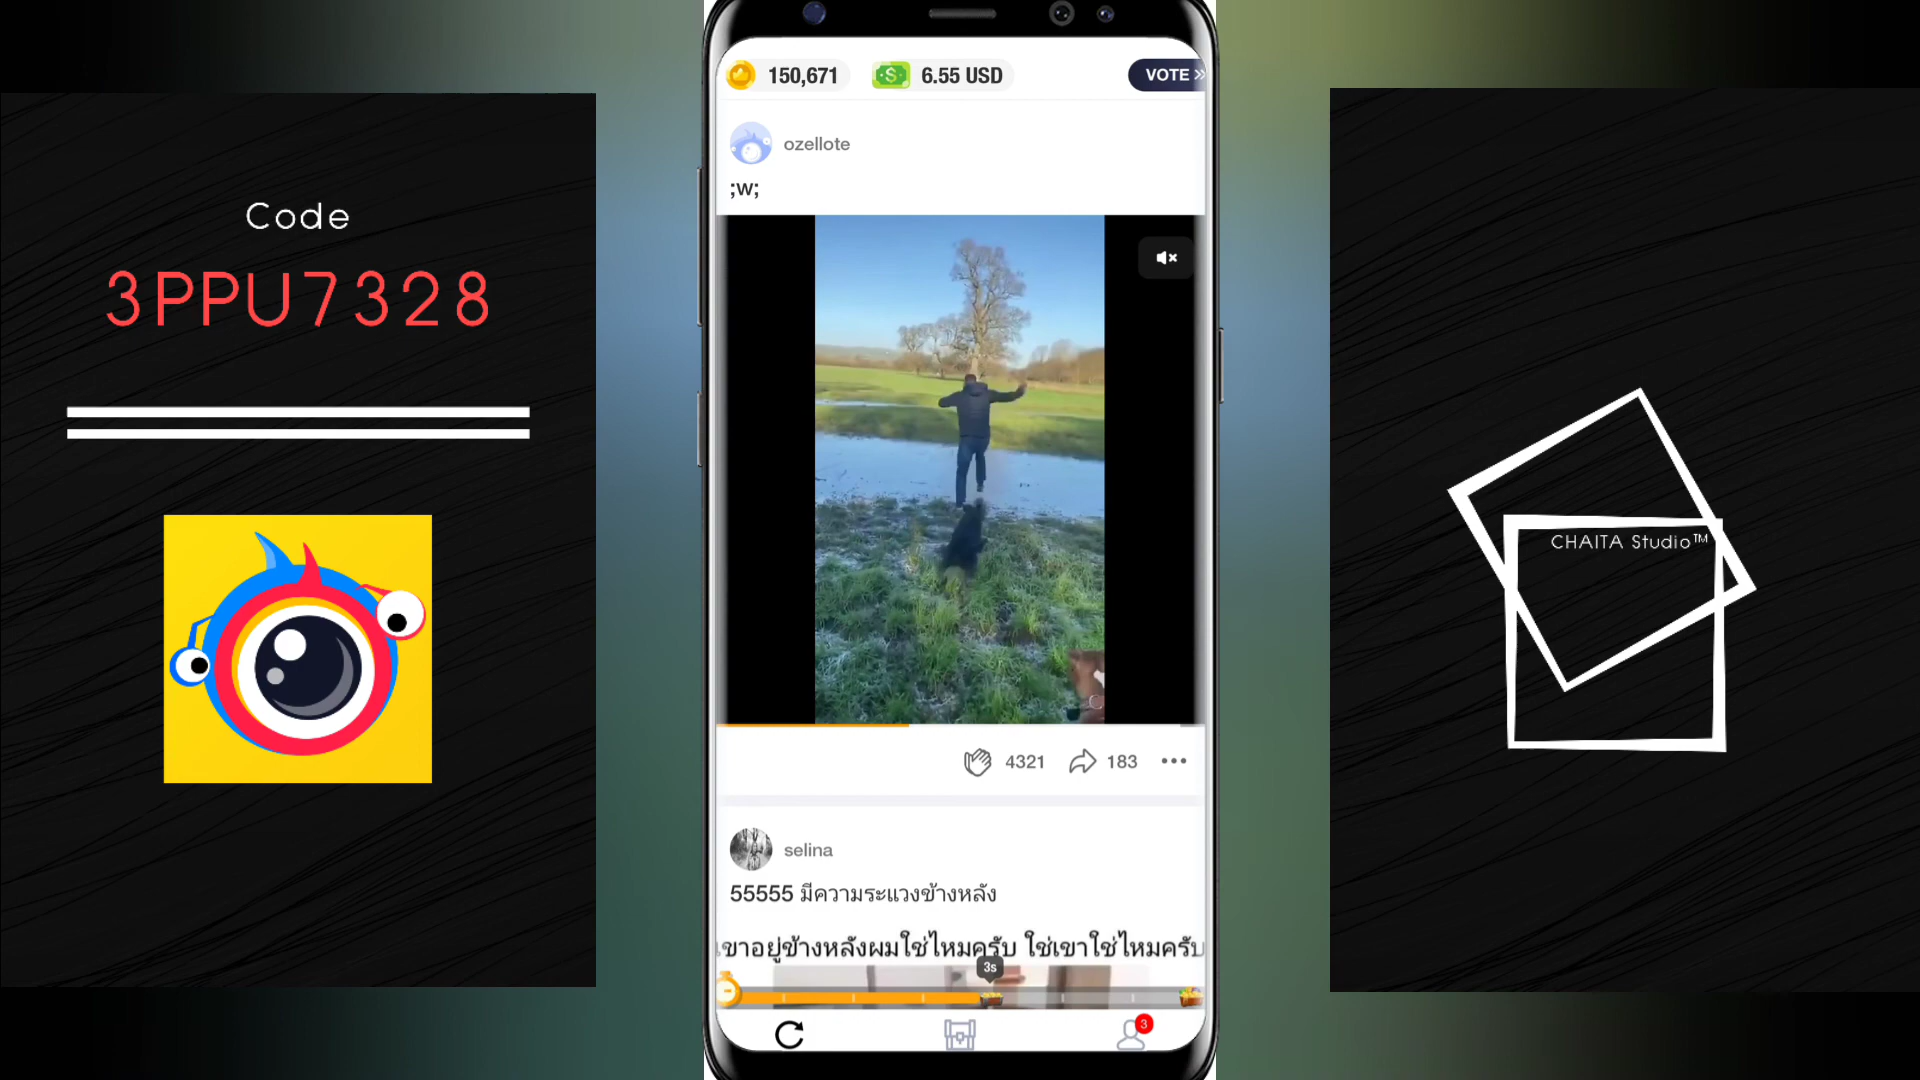 Code
3PPU7328
150,671
6.55 USD
VOTE »
ozellote
;w;
4321
183
selina
55555 มีความระแวงข้างหลัง
เขาอยู่ข้างหลังผมใช่ไหมครับ ใช่เขาใช่ไหมครับ
3s
3
CHAITA Studio™